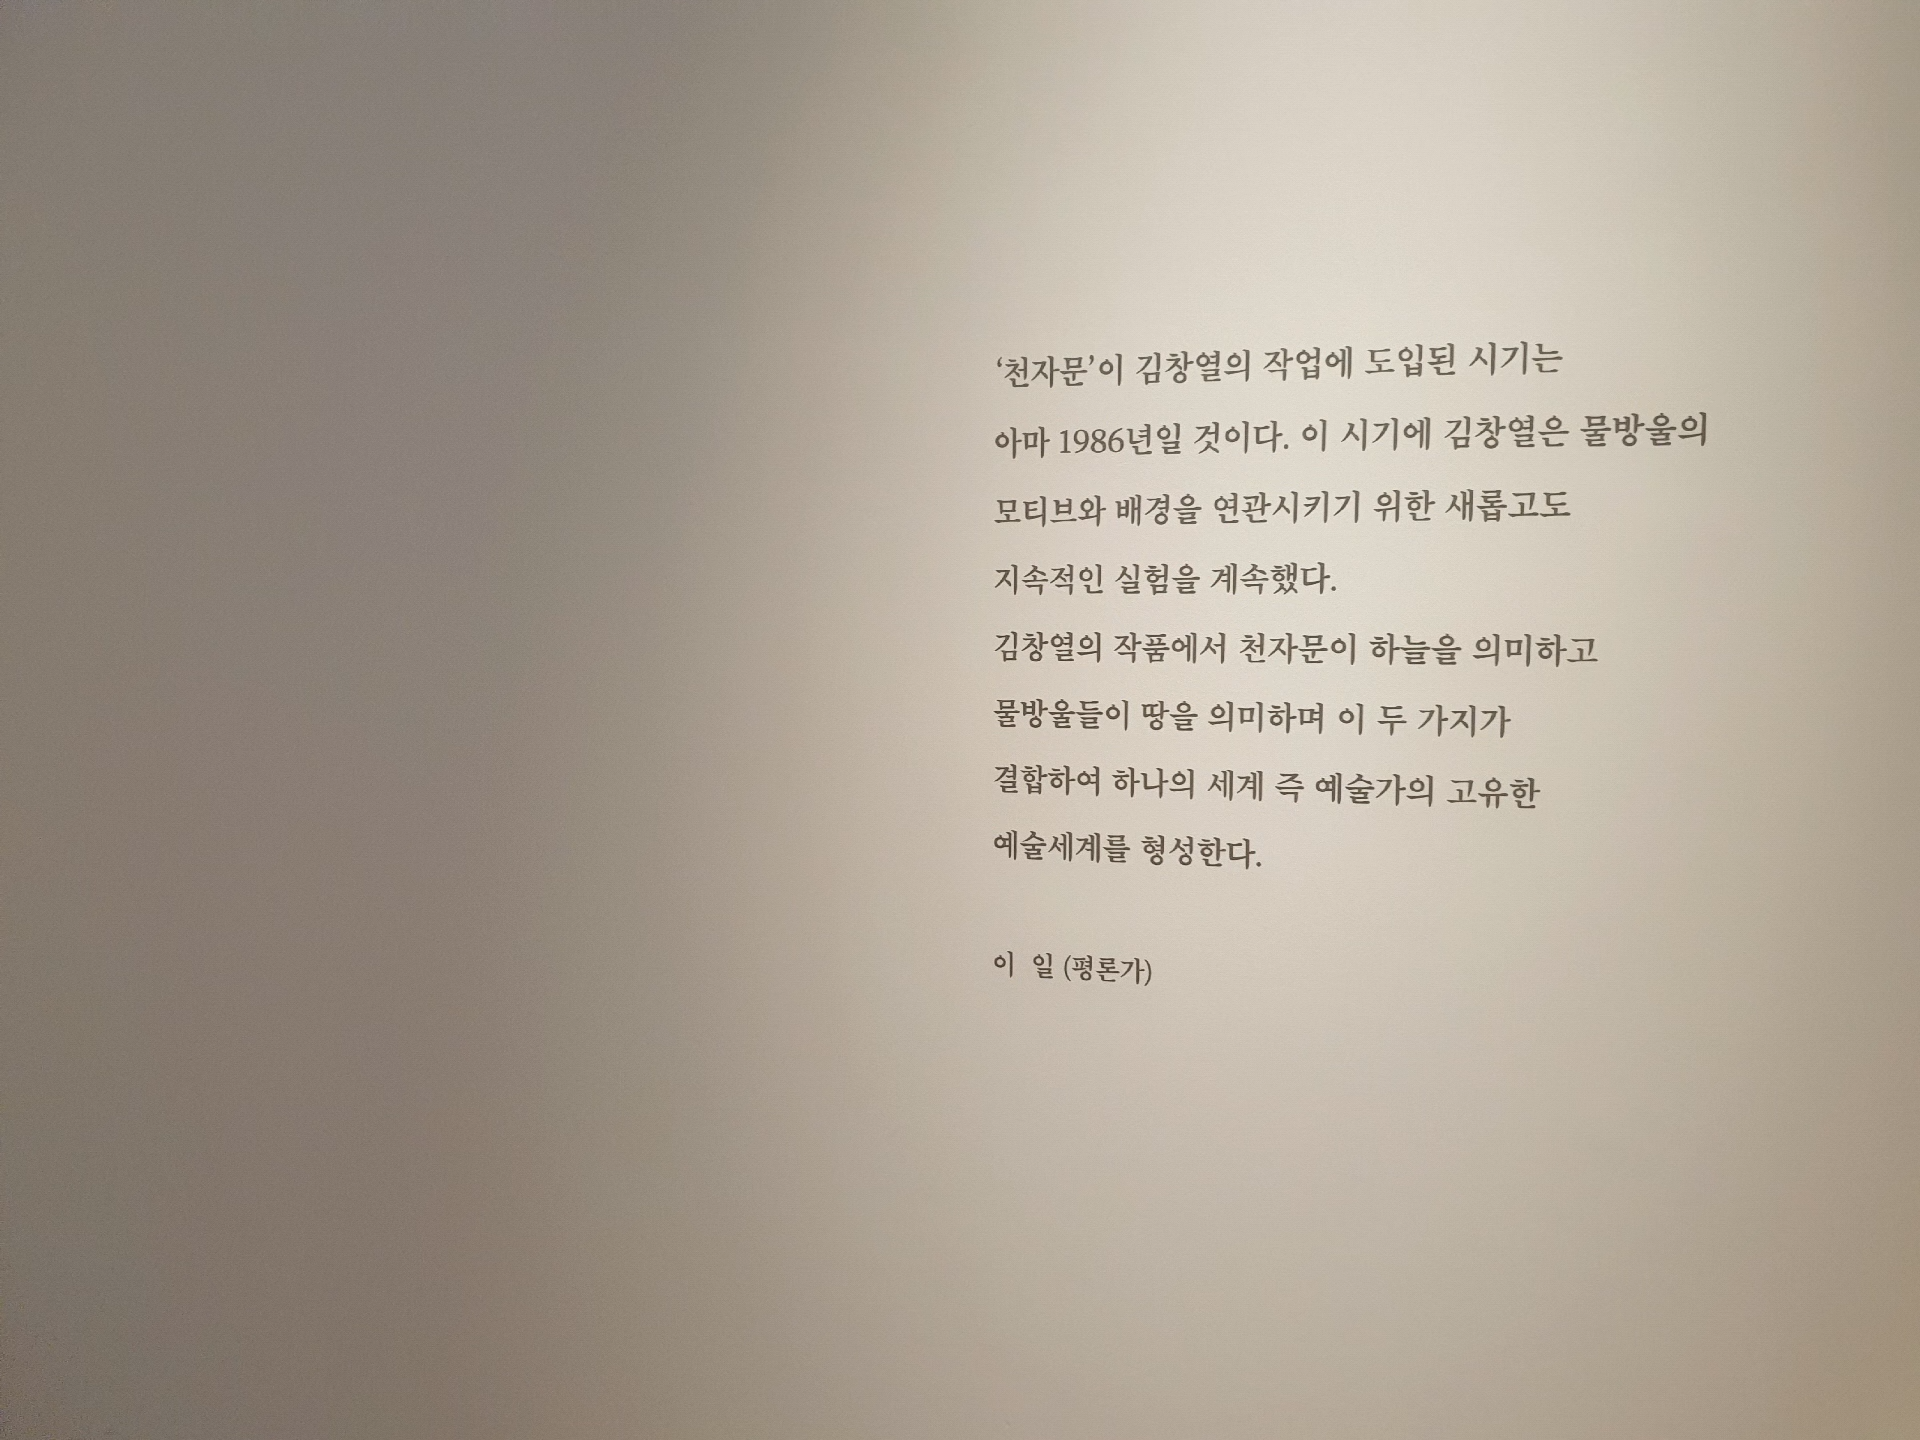 ‘천자문’이 김창열의 작업에 도입된 시기는
아마 1986년일 것이다. 이 시기에 김창열은 물방울의
모티브와 배경을 연관시키기 위한 새롭고도
지속적인 실험을 계속했다.
김창열의 작품에서 천자문이 하늘을 의미하고
물방울들이 땅을 의미하며 이 두 가지가
결합하여 하나의 세계 즉 예술가의 고유한
예술세계를 형성한다.
이 일 (평론가)